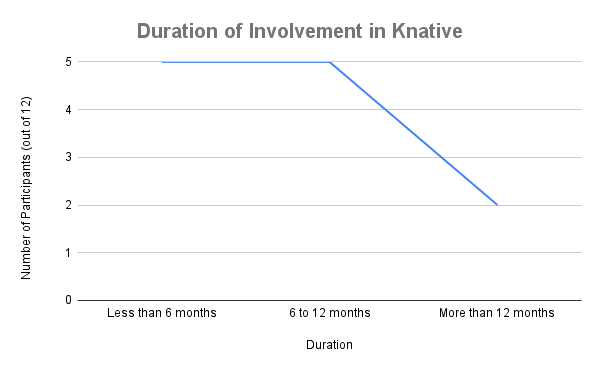 Duration of Involvement in Knative
Number of Participants (out of 12)
5
4
3
2
1
0
Less than 6 months
6 to 12 months
More than 12 months
Duration